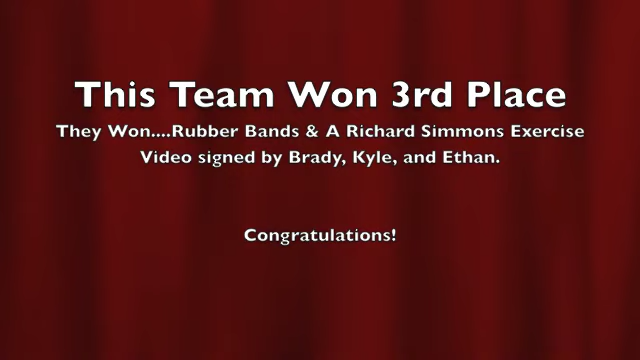 This Team Won 3rd Place
They Won....Rubber Bands & A Richard Simmons Exercise
Video signed by Brady, Kyle, and Ethan.
Congratulations!